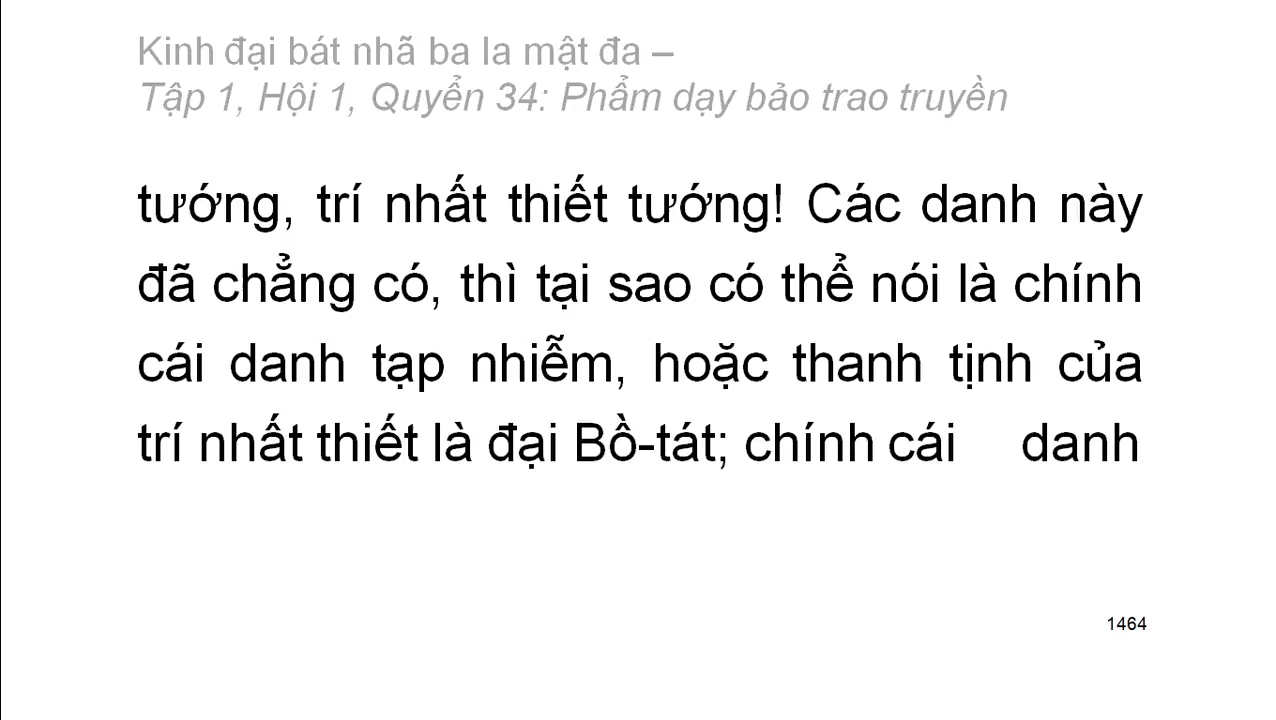 Kinh đại bát nhã ba la mật đa –
Tập 1, Hội 1, Quyển 34: Phẩm dạy bảo trao truyền
tướng, trí nhất thiết tướng! Các danh này
đã chẳng có, thì tại sao có thể nói là chính
cái danh tạp nhiễm, hoặc thanh tịnh của
trí nhất thiết là đại Bồ-tát; chính cái danh
1464